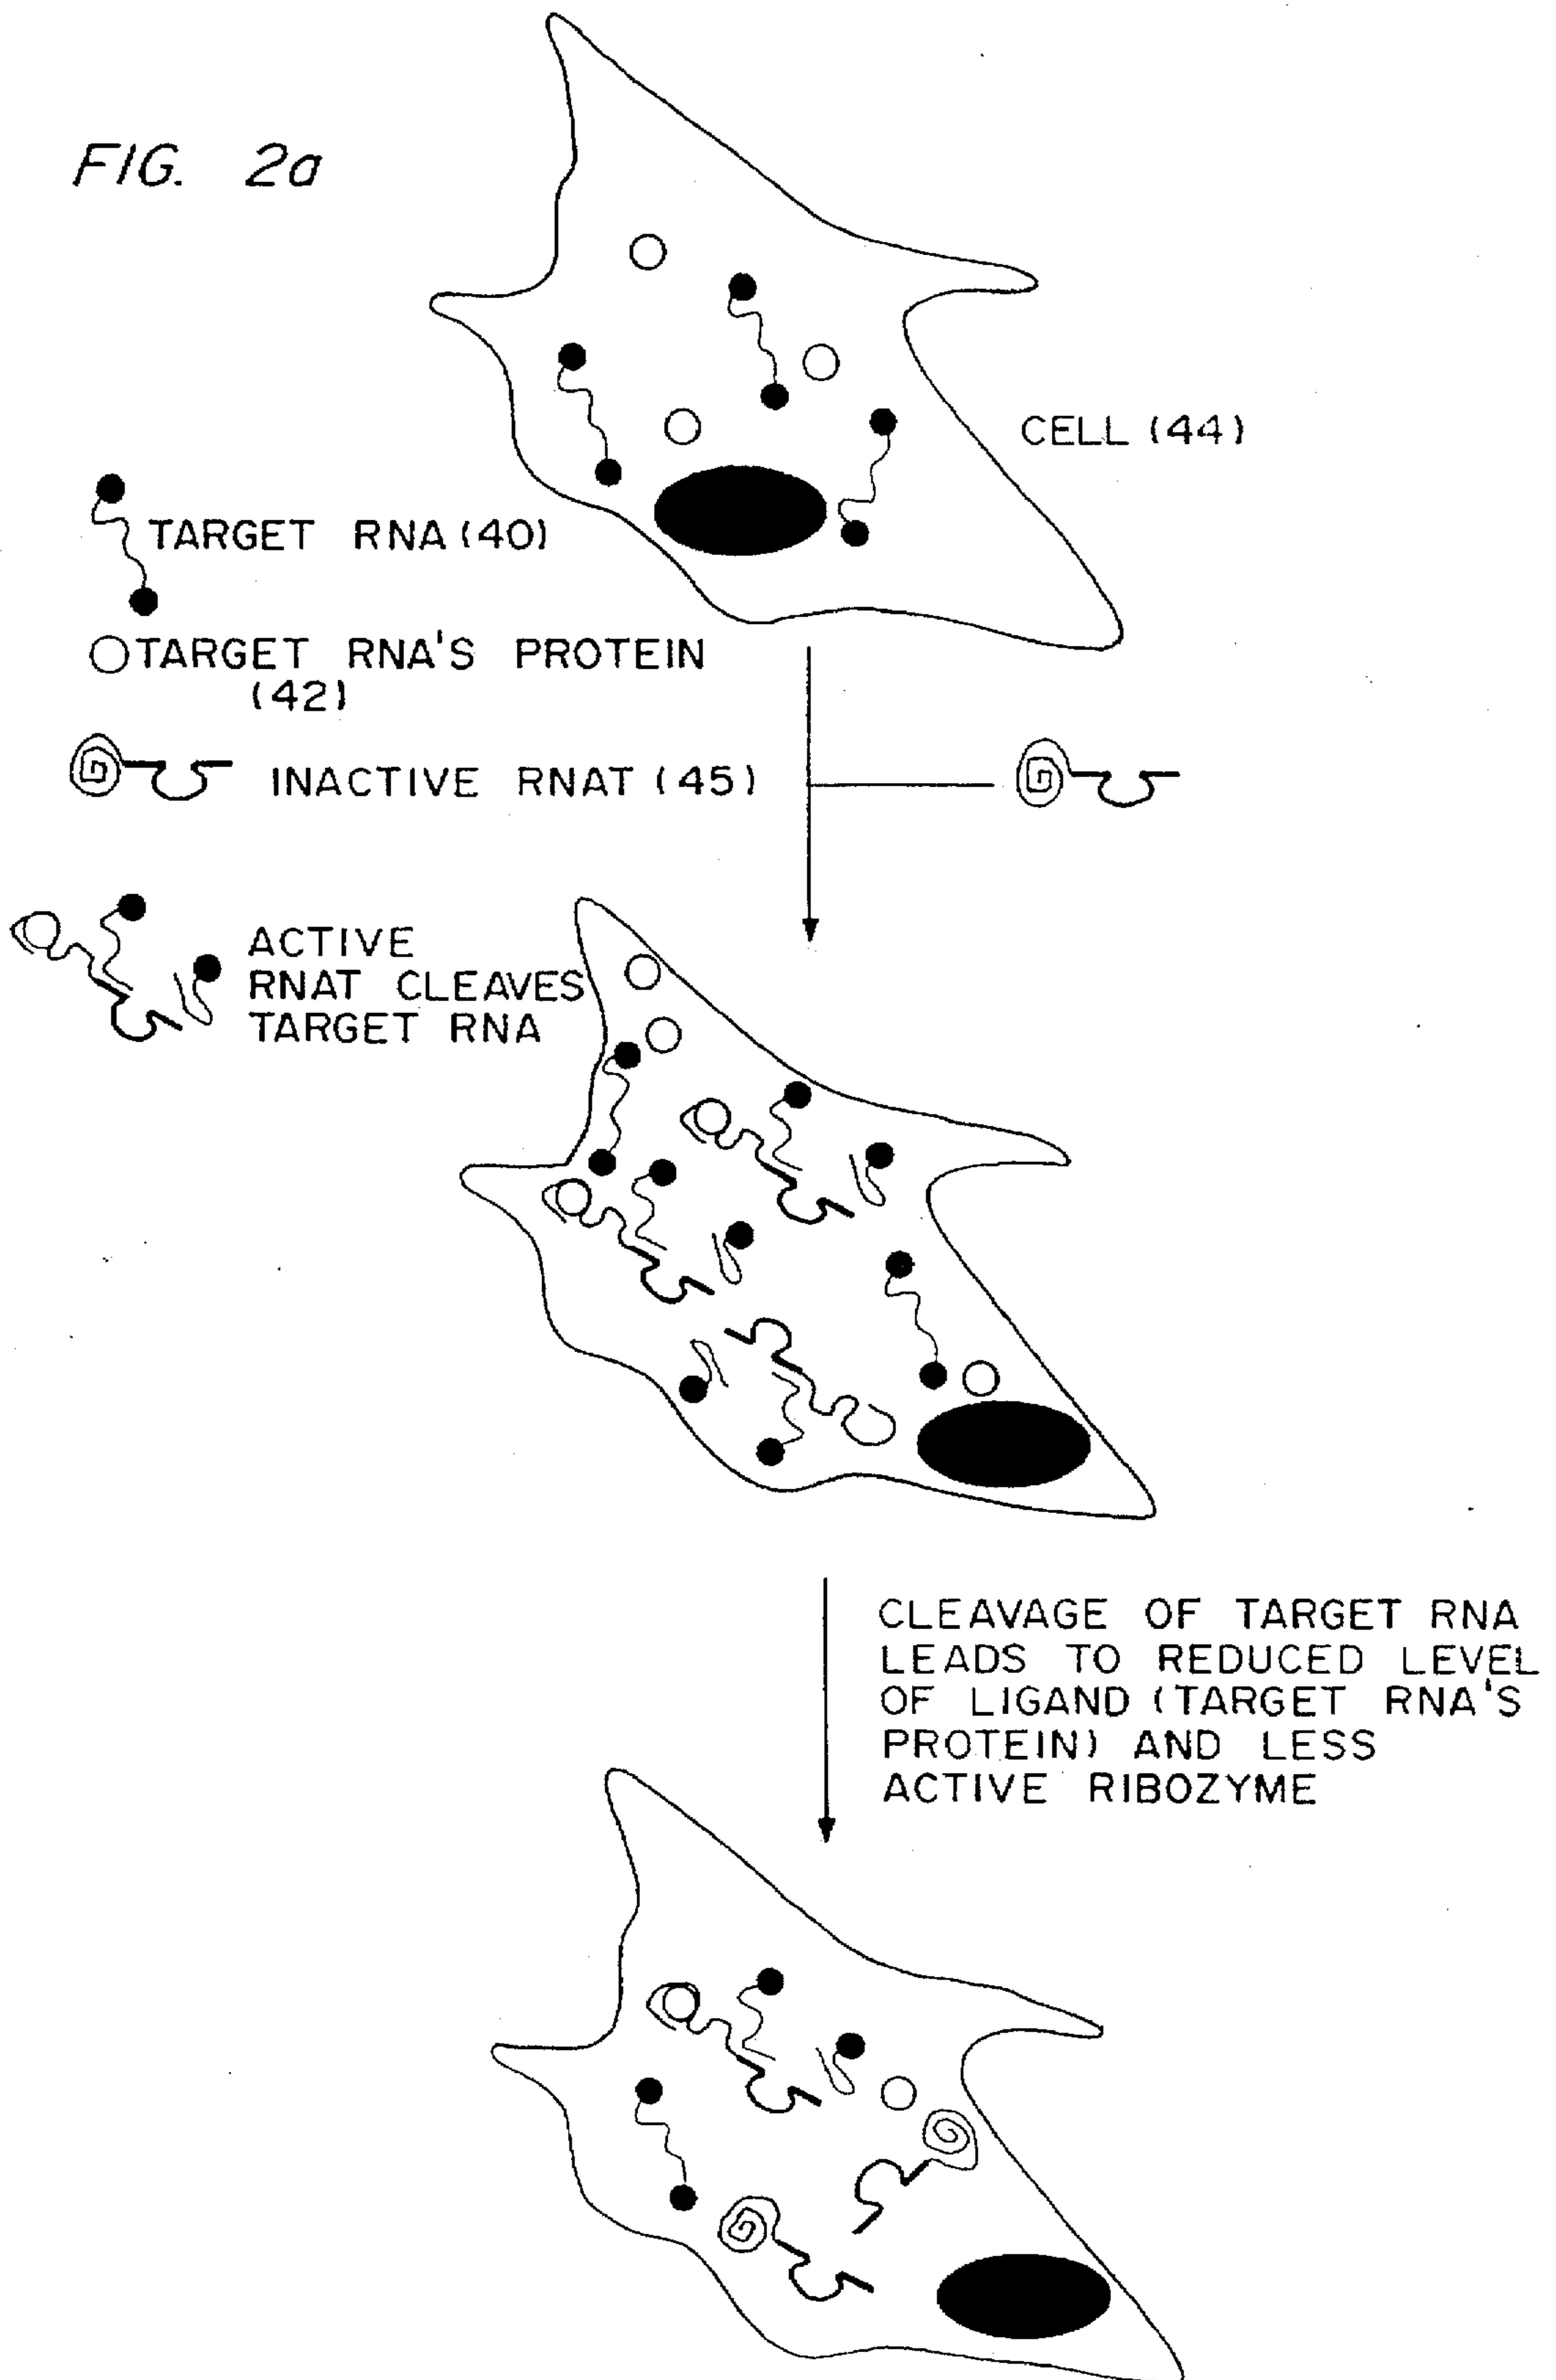 FIG. 2a
CELL (44)
TARGET RNA (40)
TARGET RNA'S PROTEIN
(42)
INACTIVE RNAT (45)
ACTIVE
RNAT CLEAVES
TARGET RNA
CLEAVAGE OF TARGET RNA
LEADS TO REDUCED LEVEL
OF LIGAND (TARGET RNA'S
PROTEIN) AND LESS
ACTIVE RIBOZYME